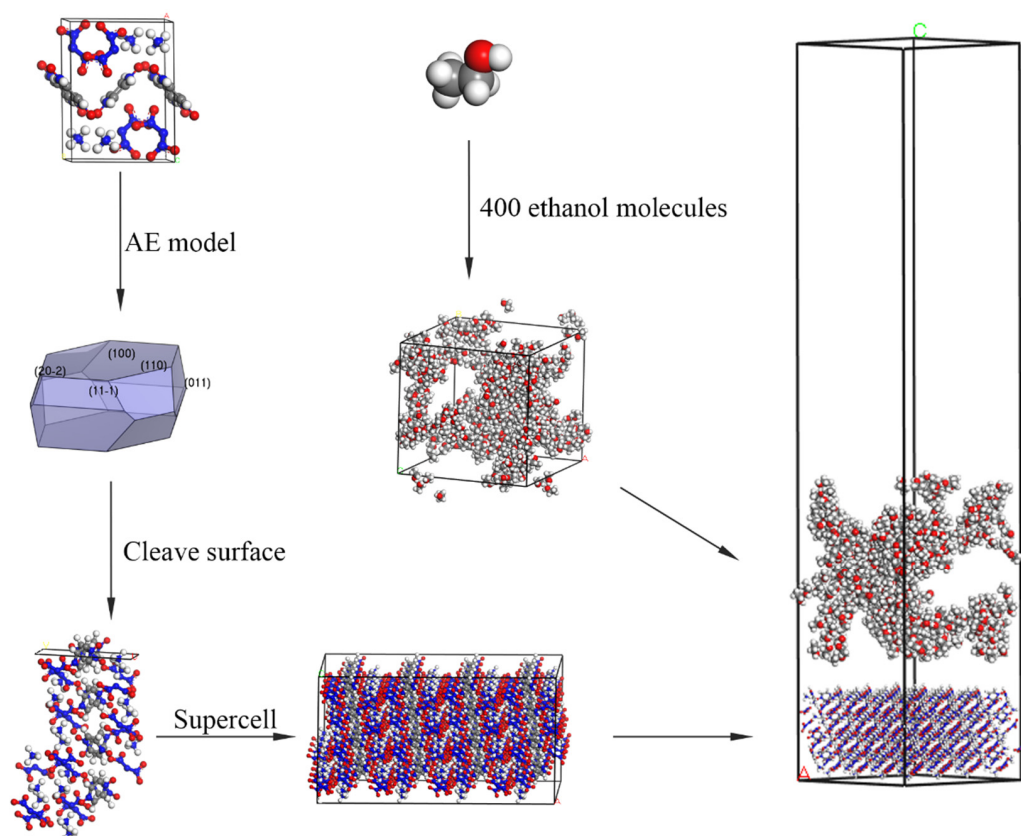 A
C
400 ethanol molecules
AE model
(100)
(20-2)
(110)
(11-1)
(011)
Cleave surface
Supercell
A
A
A